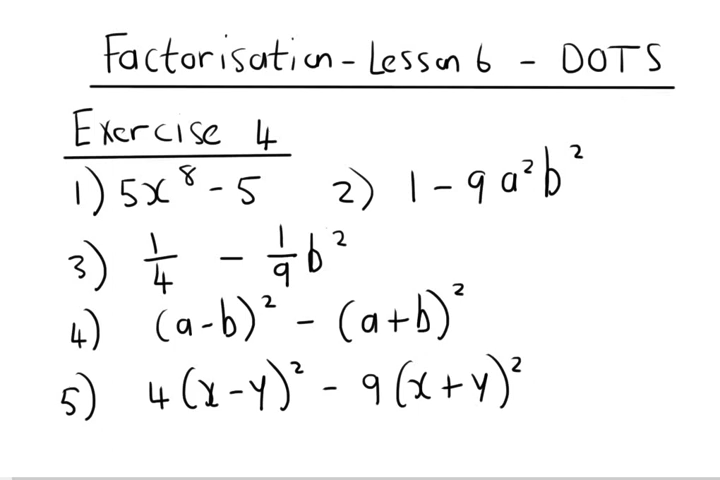 Factorisation - Lesson 6 - DOTS
Exercise 4
1) 5x⁸ - 5 2) 1 - 9a²b²
3) 1/4 - 1/9 b²
4) (a-b)² - (a+b)²
5) 4(x-y)² - 9(x+y)²